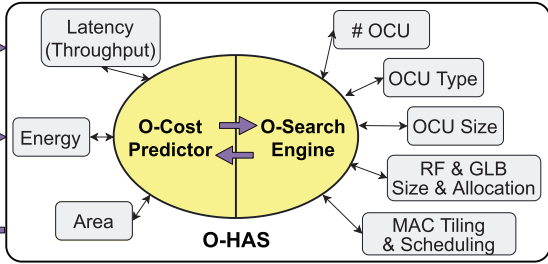 Latency
(Throughput)
Energy
Area
O-Cost
Predictor
O-Search
Engine
# OCU
OCU Type
OCU Size
RF & GLB
Size & Allocation
MAC Tiling
& Scheduling
O-HAS